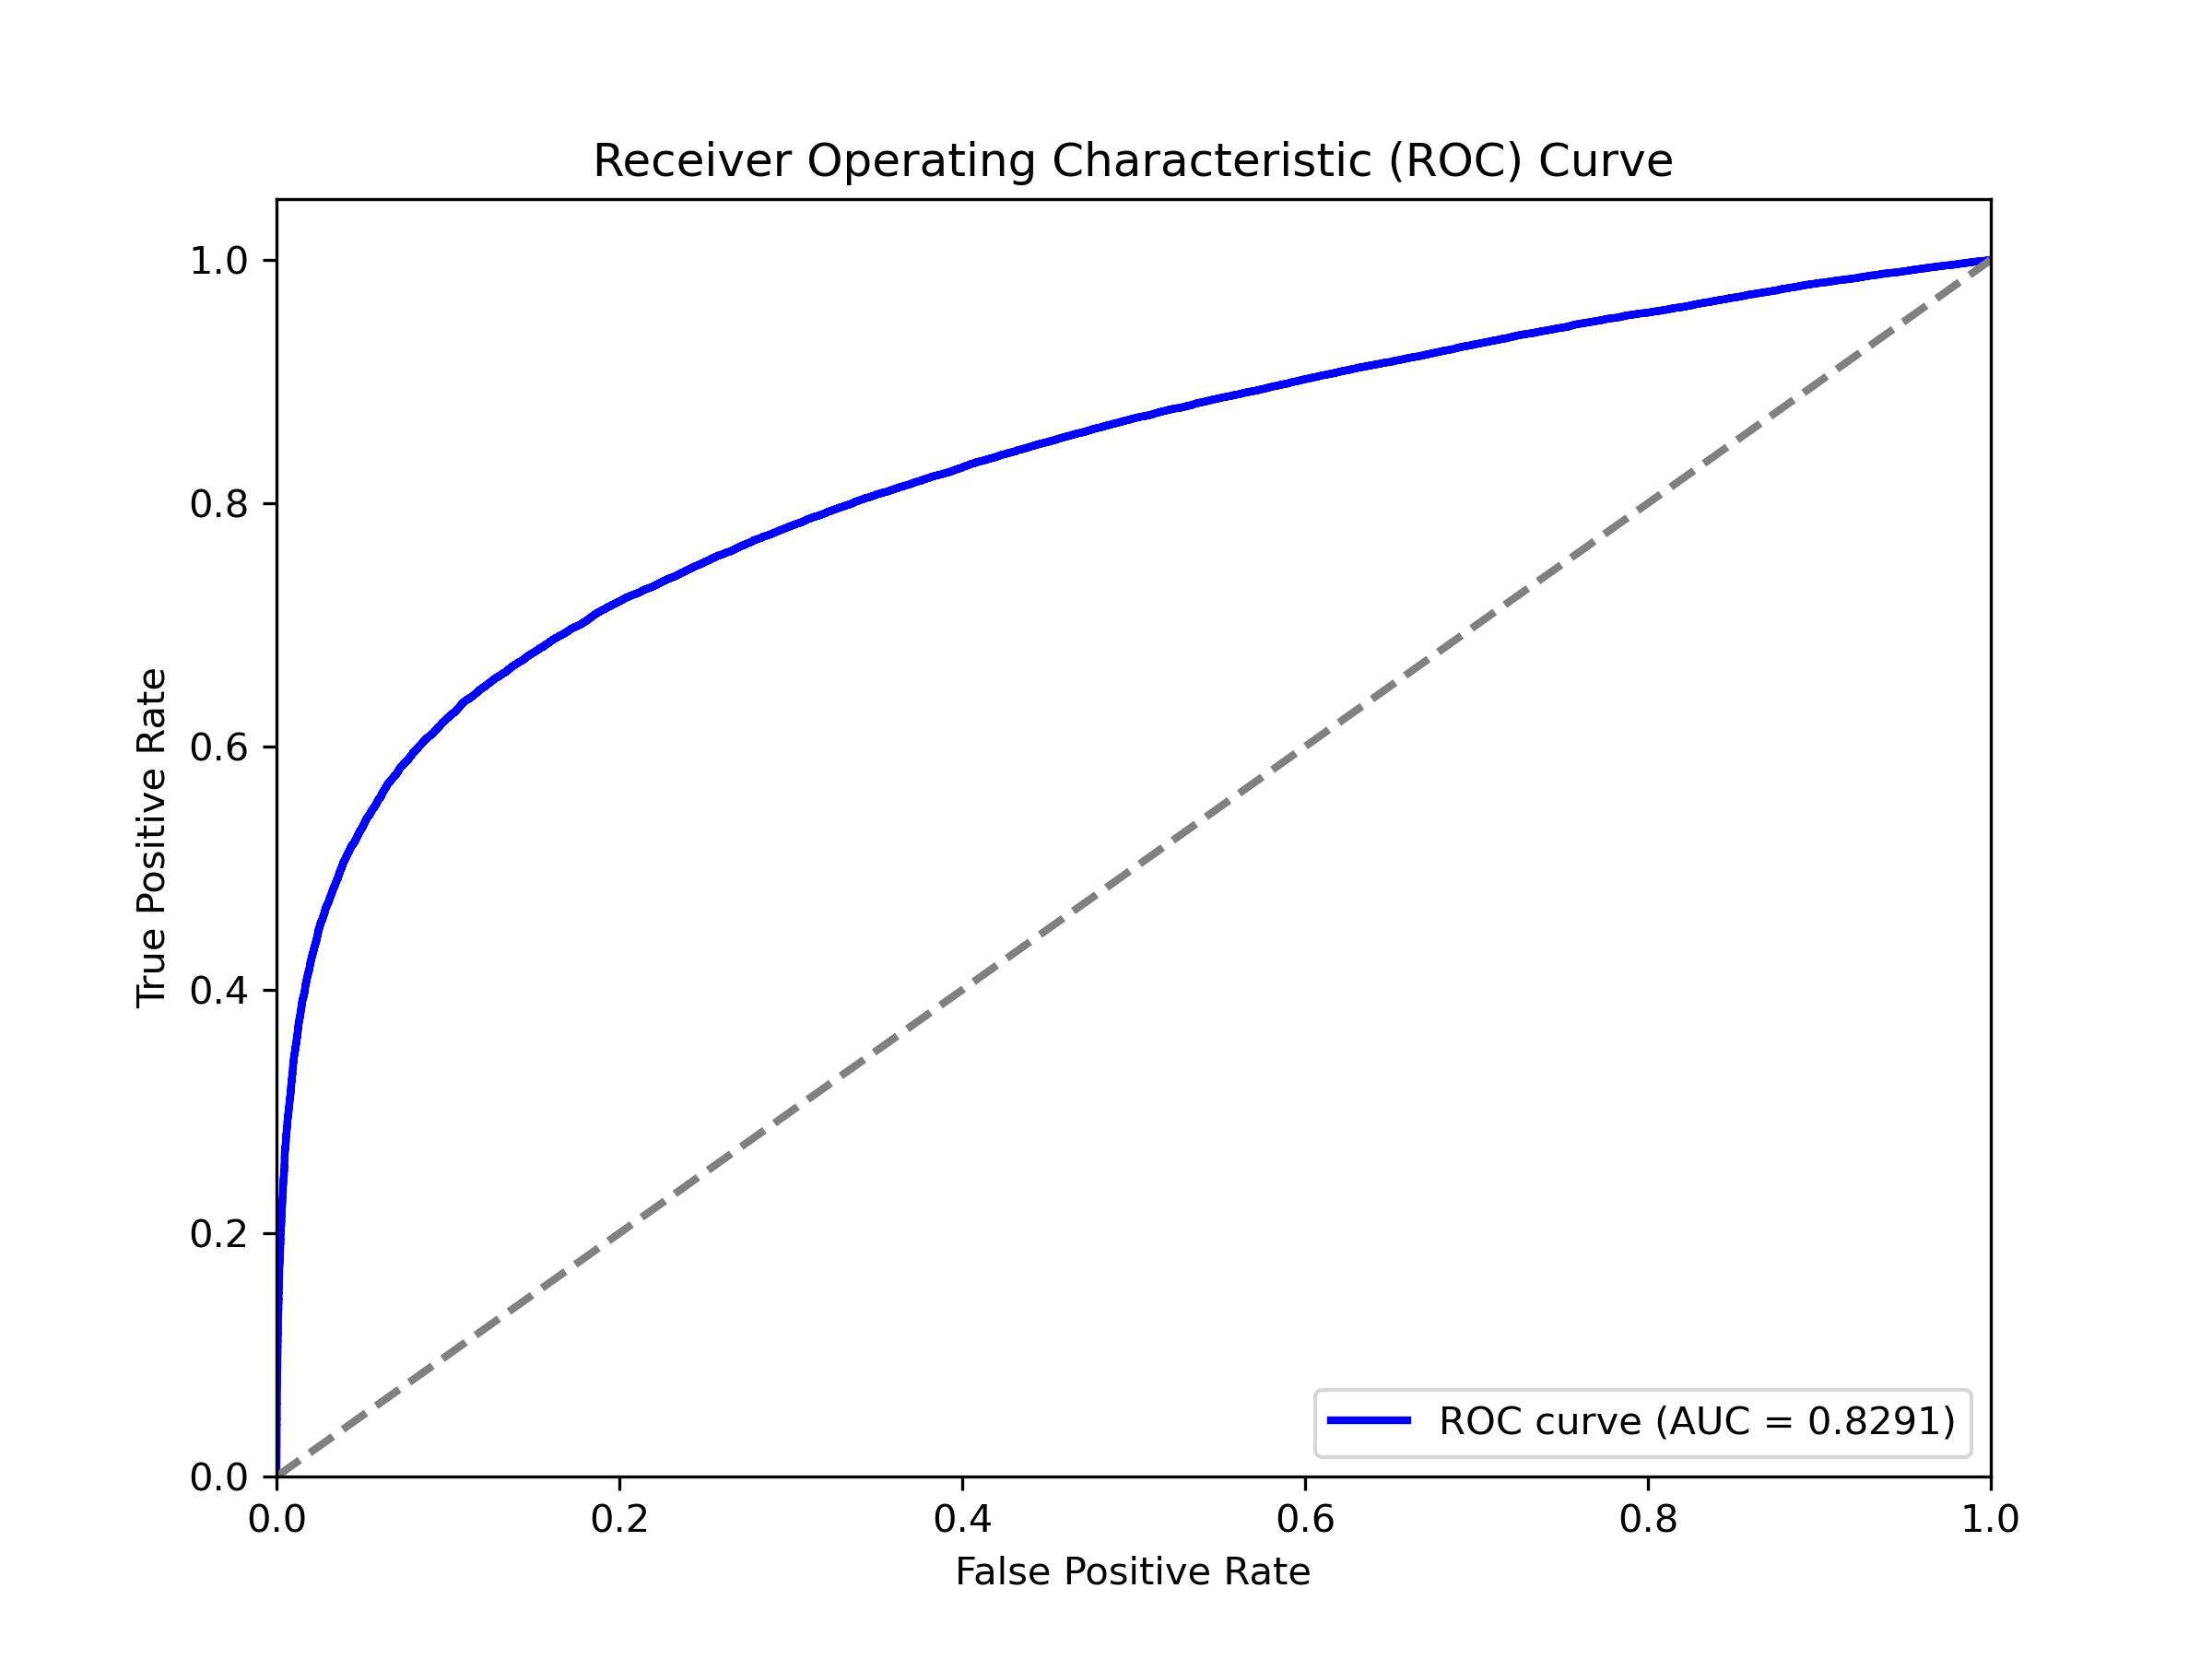 Receiver Operating Characteristic (ROC) Curve
1.0
0.8
0.6
0.4
0.2
0.0
True Positive Rate
0.0 0.2 0.4 0.6 0.8 1.0
False Positive Rate
ROC curve (AUC = 0.8291)